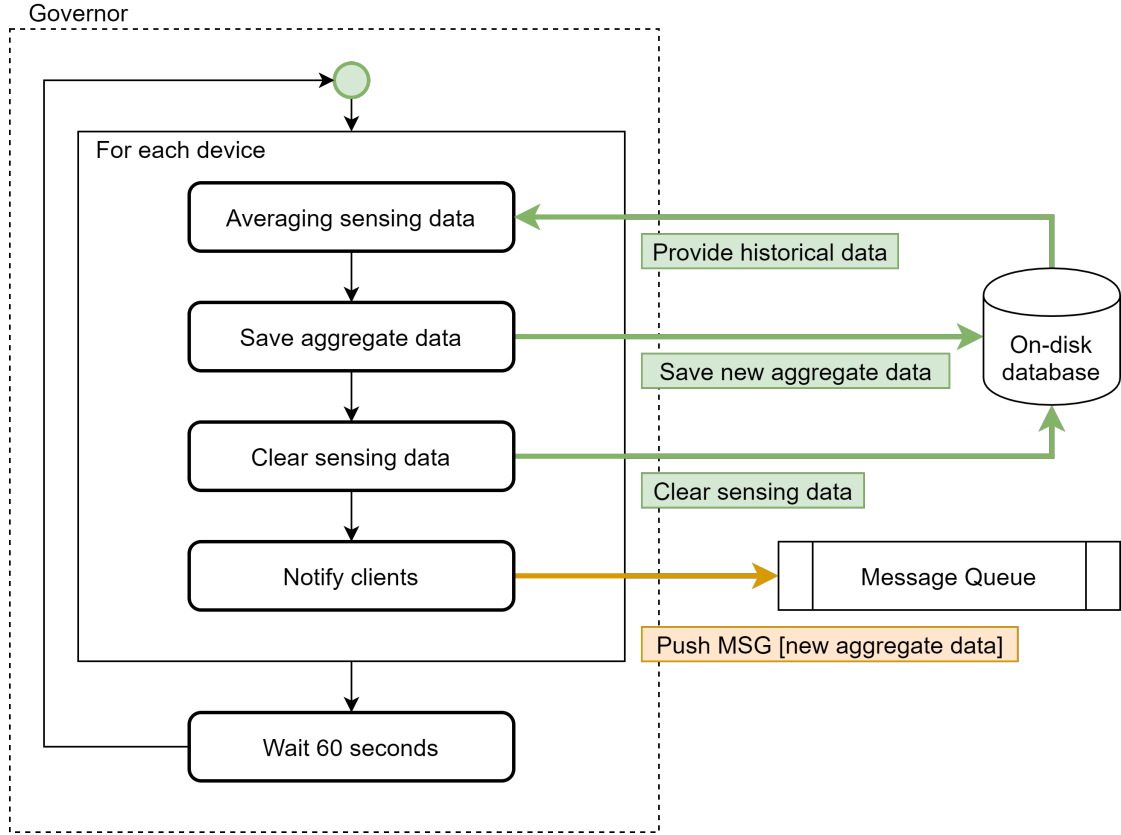 Governor
For each device
Averaging sensing data
Provide historical data
Save aggregate data
On-disk
database
Save new aggregate data
Clear sensing data
Clear sensing data
Notify clients
Message Queue
Push MSG [new aggregate data]
Wait 60 seconds